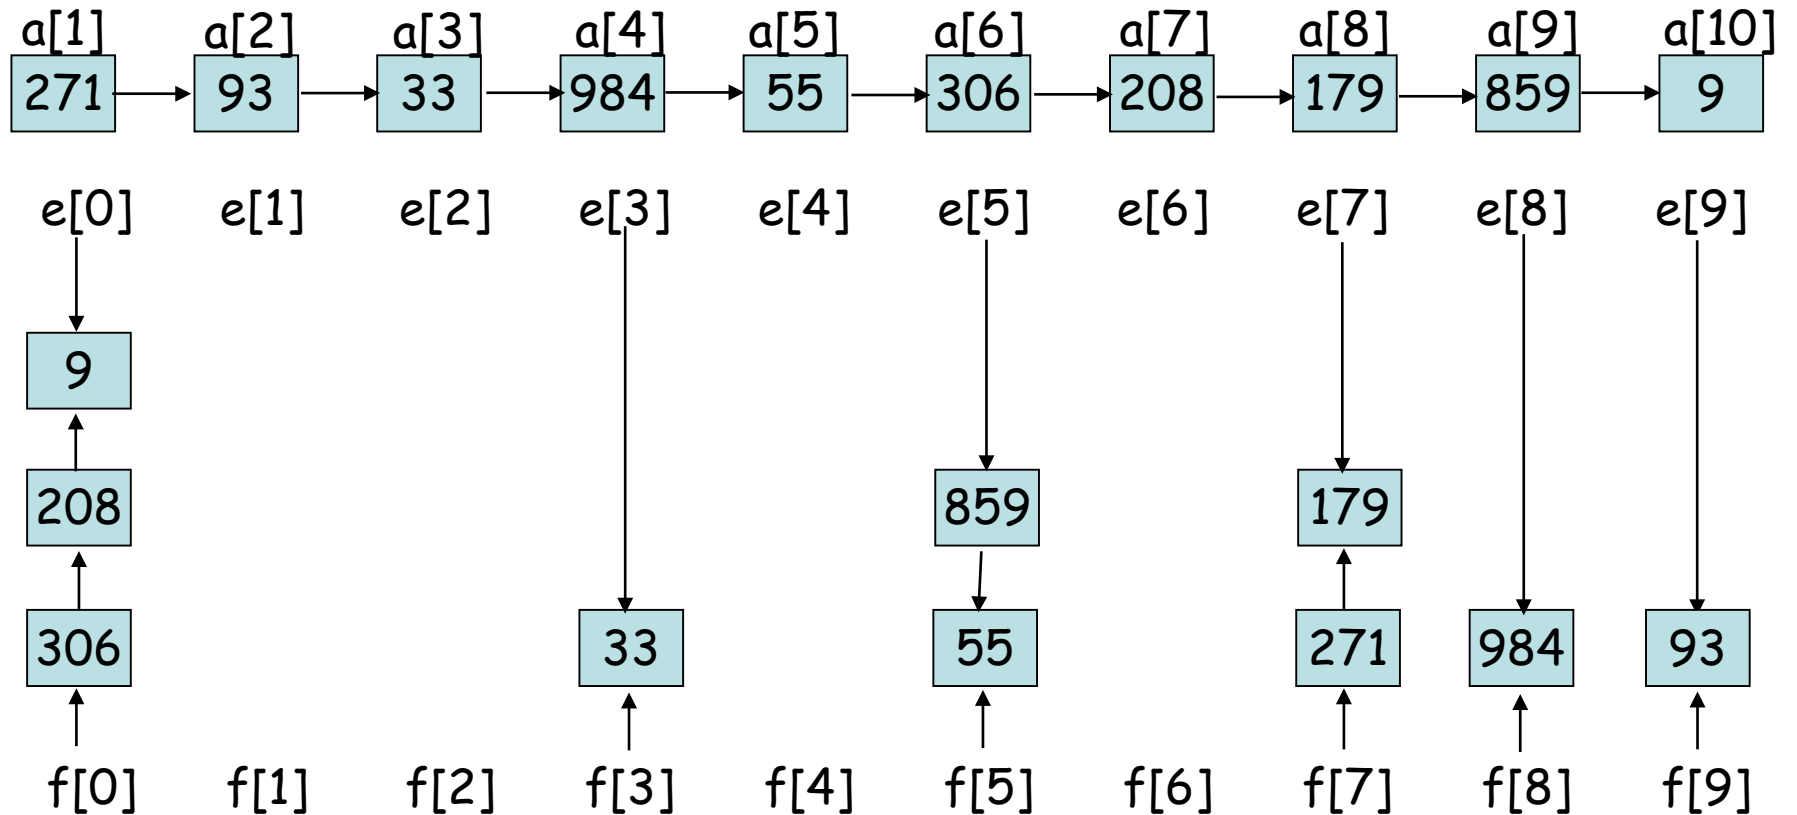 a[1] a[2] a[3] a[4] a[5] a[6] a[7] a[8] a[9] a[10]
271 93 33 984 55 306 208 179 859 9
e[0] e[1] e[2] e[3] e[4] e[5] e[6] e[7] e[8] e[9]
9
208 859 179
306 33 55 271 984 93
f[0] f[1] f[2] f[3] f[4] f[5] f[6] f[7] f[8] f[9]